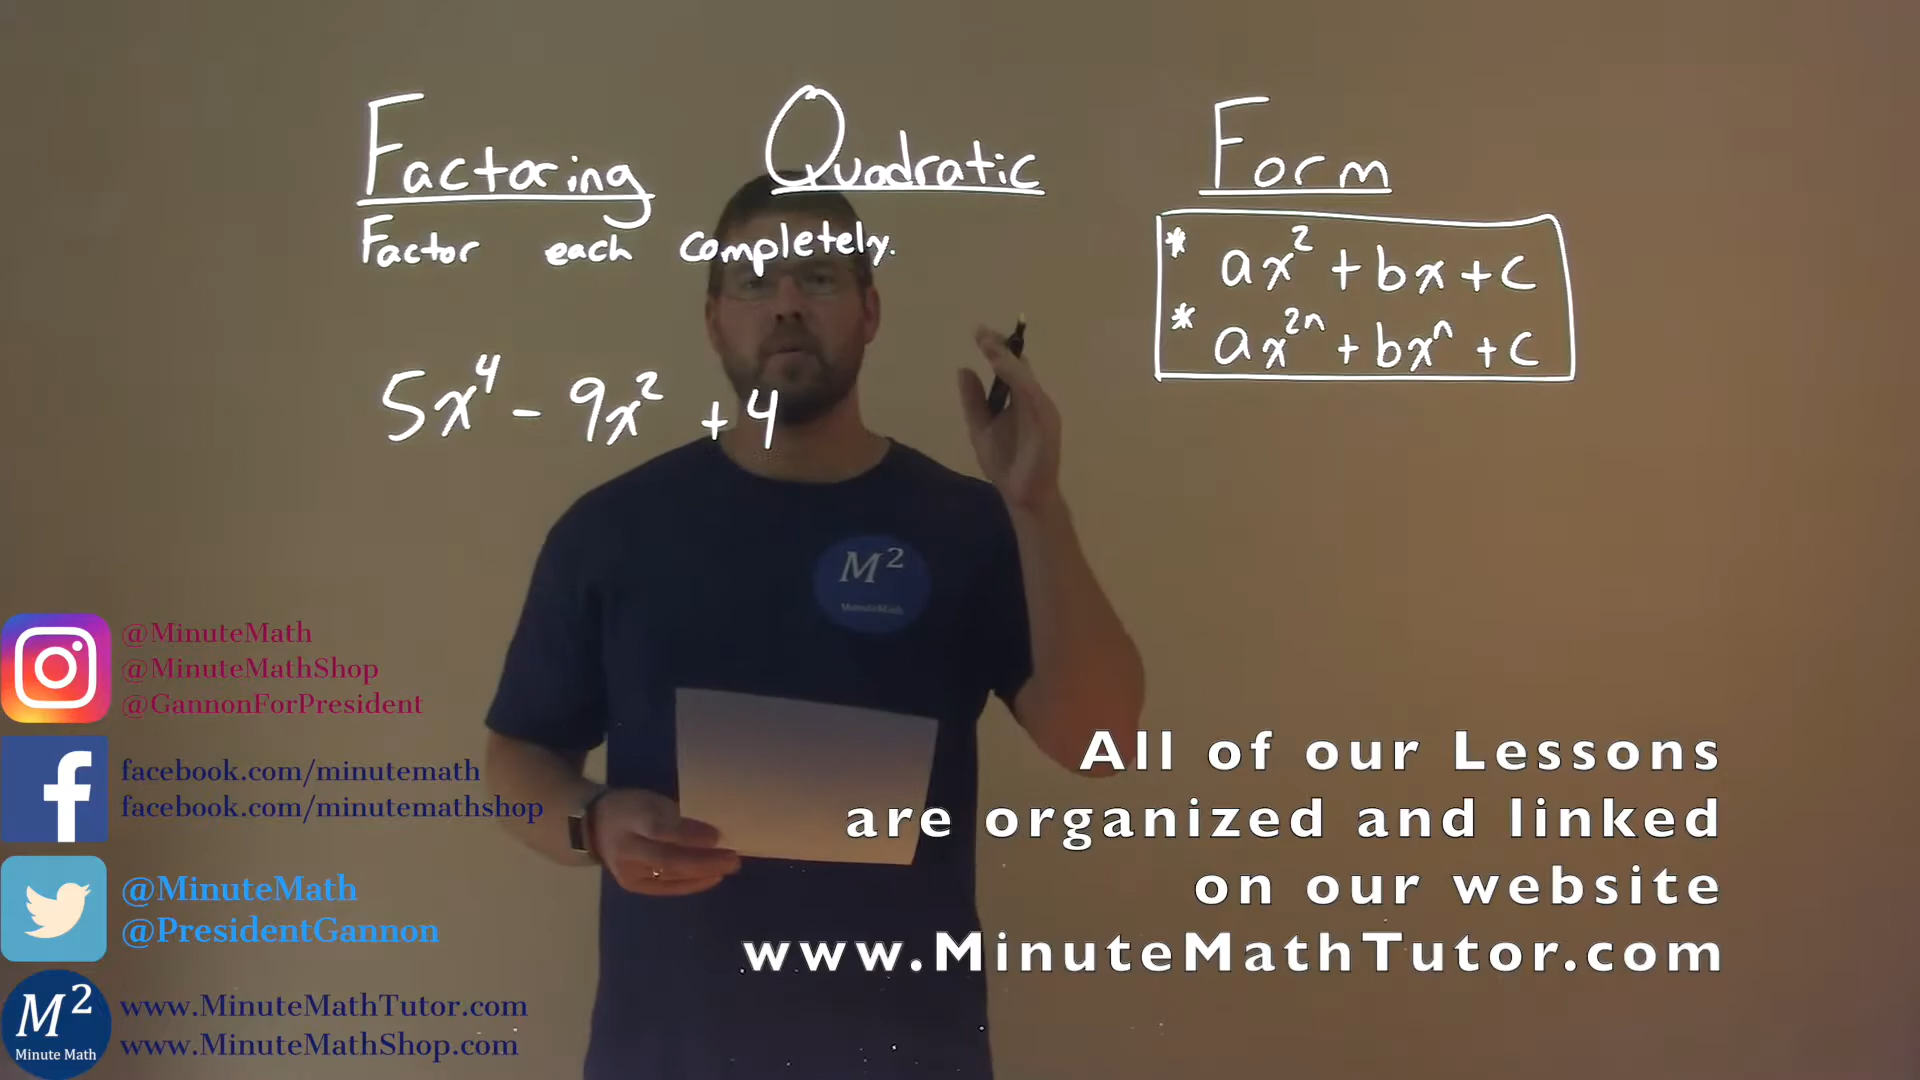 Factoring Quadratic Form
Factor each completely.
* ax² + bx + c
* ax²ⁿ + bxⁿ + c
5x⁴ - 9x² + 4
M²
MinuteMath
@MinuteMath
@MinuteMathShop
@GannonForPresident
facebook.com/minutemath
facebook.com/minutemathshop
@MinuteMath
@PresidentGannon
M²
Minute Math
www.MinuteMathTutor.com
www.MinuteMathShop.com
All of our Lessons
are organized and linked
on our website
www.MinuteMathTutor.com